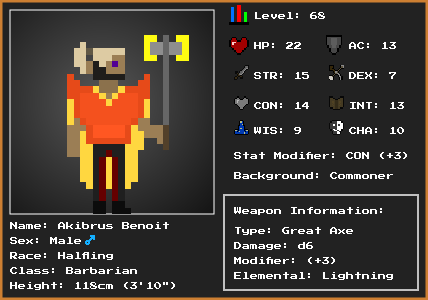 Level: 68
HP: 22 AC: 13
STR: 15 DEX: 7
CON: 14 INT: 13
WIS: 9 CHA: 10
Stat Modifier: CON (+3)
Background: Commoner
Weapon Information:
Type: Great Axe
Damage: d6
Modifier: (+3)
Elemental: Lightning
Name: Akibrus Benoit
Sex: Male ♂
Race: Halfling
Class: Barbarian
Height: 118cm (3'10")